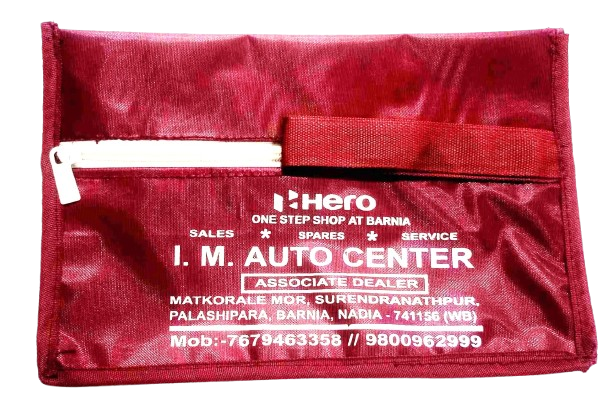 Hero
ONE STEP SHOP AT BARNIA
SALES * SPARES * SERVICE
I. M. AUTO CENTER
ASSOCIATE DEALER
MATKORALE MOR, SURENDRANATHPUR,
PALASHIPARA, BARNIA, NADIA - 741156 (WB)
Mob:-7679463358 // 9800962999